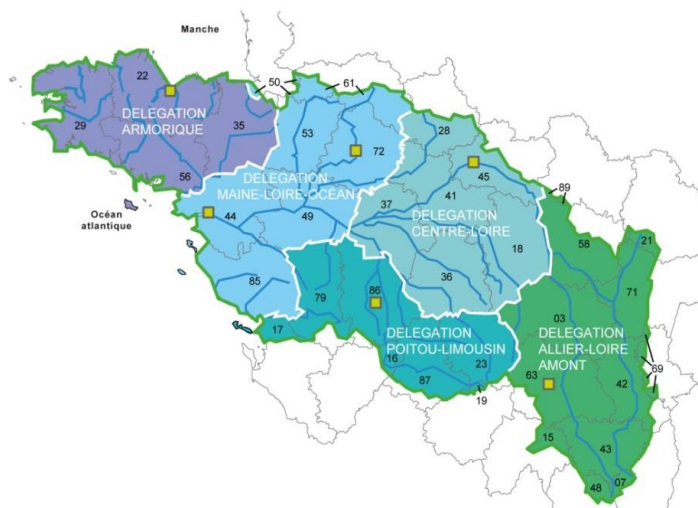 Manche
50
61
22
28
DELEGATION
ARMORIQUE
35
53
29
72
45
56
DELEGATION
MAINE-LOIRE-OCÉAN
41
89
37
Océan
atlantique
44
49
DELEGATION
CENTRE-LOIRE
58
21
18
36
85
79
86
71
17
03
DELEGATION
POITOU-LIMOUSIN
DELEGATION
ALLIER-LOIRE
AMONT
16
23
69
63
87
42
19
15
43
48
07